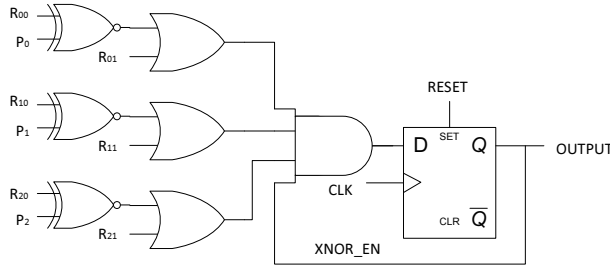 R00
P0
R01
R10
P1
R11
R20
P2
R21
RESET
D
SET
Q
OUTPUT
CLK
CLR
Q
XNOR_EN